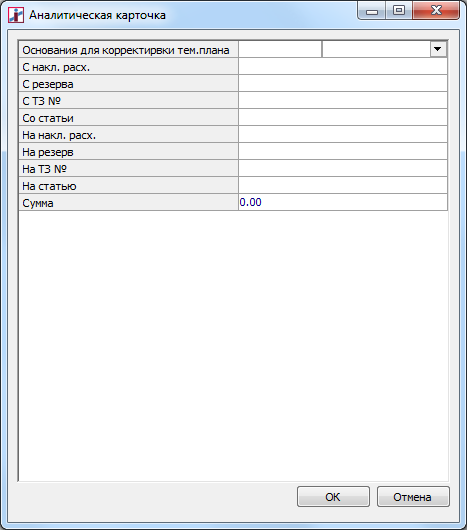 Аналитическая карточка
Основания для корректирвки тем.плана
С накл. расх.
С резерва
С ТЗ №
Со статьи
На накл. расх.
На резерв
На ТЗ №
На статью
Сумма 0.00
OK Отмена